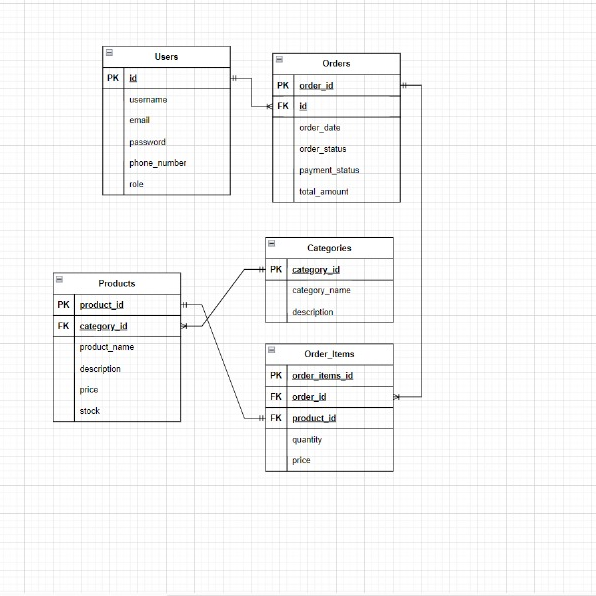 Users
PK id
username
email
password
phone_number
role
Orders
PK order_id
FK id
order_date
order_status
payment_status
total_amount
Categories
PK category_id
category_name
description
Products
PK product_id
FK category_id
product_name
description
price
stock
Order_Items
PK order_items_id
FK order_id
FK product_id
quantity
price